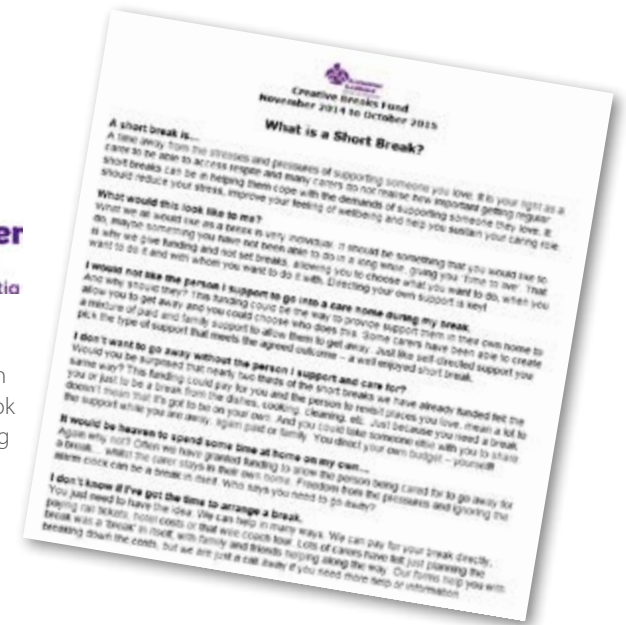 er
tia
n
ok
g
Creative Breaks Fund
November 2014 to October 2015
What is a Short Break?
A short break is...
A time away from the stresses and pressures of supporting someone you love. It is your right as a
carer to be able to access respite and many carers do not realise how important getting regular
short breaks can be in helping them cope with the demands of supporting someone they love. It
should reduce your stress, improve your feeling of wellbeing and help you sustain your caring role.
What would this look like to me?
What we all would like as a break is very individual. It should be something that you would like to
do, maybe something you have not been able to do in a long while, giving you 'time to live'. That
is why we give funding and not set breaks, allowing you to choose what you want to do, when you
want to do it and with whom you want to do it with. Directing your own support is key!
I would not like the person I support to go into a care home during my break.
And why should they? This funding could be the way to provide support them in their own home to
allow you to get away and you could choose who does this. Some carers have been able to create
a mixture of paid and family support to allow them to get away. Just like self-directed support you
pick the type of support that meets the agreed outcome – a well enjoyed short break.
I don't want to go away without the person I support and care for?
Would you be surprised that nearly two thirds of the short breaks we have already funded felt the
same way? This funding could pay for you and the person to revisit places you love, mean a lot to
you or just to be a break from the dishes, cooking, cleaning, etc. Just because you need a break
doesn't mean that it's got to be on your own. And you could take someone else with you to share
the support while you are away, again paid or family. You direct your own budget – yourself!
It would be heaven to spend some time at home on my own...
Again why not? Often we have granted funding to allow the person being cared for to go away for
a break... whilst the carer stays in their own home. Freedom from the pressures and ignoring the
alarm clock can be a break in itself. Who says you need to go away?
I don't know if I've got the time to arrange a break.
You just need to have the idea. We can help in many ways. We can pay for your break directly,
paying rail tickets, hotel costs or that wee coach tour. Lots of carers have felt just planning the
break was a 'break' in itself, with family and friends helping along the way. Our forms help you with
breaking down the costs, but we are just a call away if you need more help or information.